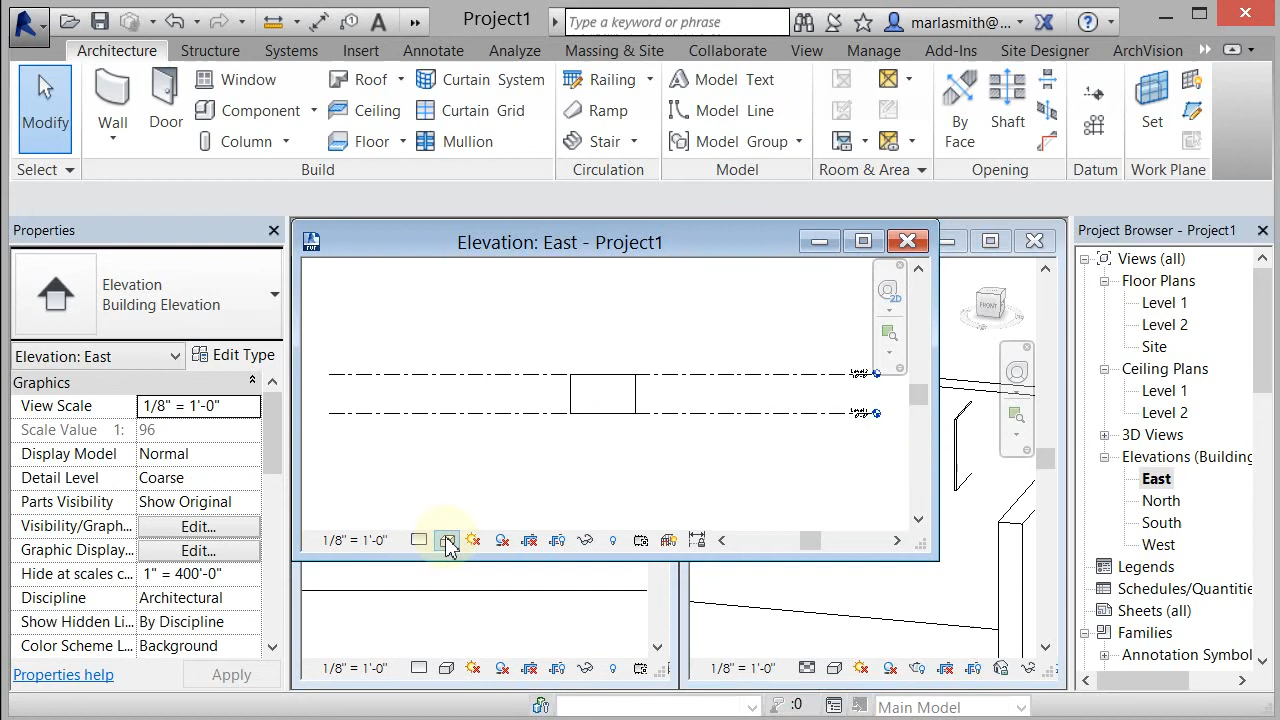 Project1
Type a keyword or phrase
marlasmith@...
Architecture Structure Systems Insert Annotate Analyze Massing & Site Collaborate View Manage Add-Ins Site Designer ArchVision
Modify
Wall
Door
Window
Component
Column
Roof
Ceiling
Floor
Curtain System
Curtain Grid
Mullion
Railing
Ramp
Stair
Model Text
Model Line
Model Group
By
Face
Shaft
Set
Select
Build
Circulation
Model
Room & Area
Opening
Datum
Work Plane
Properties
Elevation
Building Elevation
Elevation: East
Edit Type
Graphics
View Scale 1/8" = 1'-0"
Scale Value 1: 96
Display Model Normal
Detail Level Coarse
Parts Visibility Show Original
Visibility/Graph... Edit...
Graphic Display... Edit...
Hide at scales c... 1" = 400'-0"
Discipline Architectural
Show Hidden Li... By Discipline
Color Scheme L... Background
Properties help
Apply
Elevation: East - Project1
2D
1/8" = 1'-0"
FRONT
1/8" = 1'-0"
1/8" = 1'-0"
Project Browser - Project1
Views (all)
Floor Plans
Level 1
Level 2
Site
Ceiling Plans
Level 1
Level 2
3D Views
Elevations (Building
East
North
South
West
Legends
Schedules/Quantitie
Sheets (all)
Families
Annotation Symbol
:0
Main Model